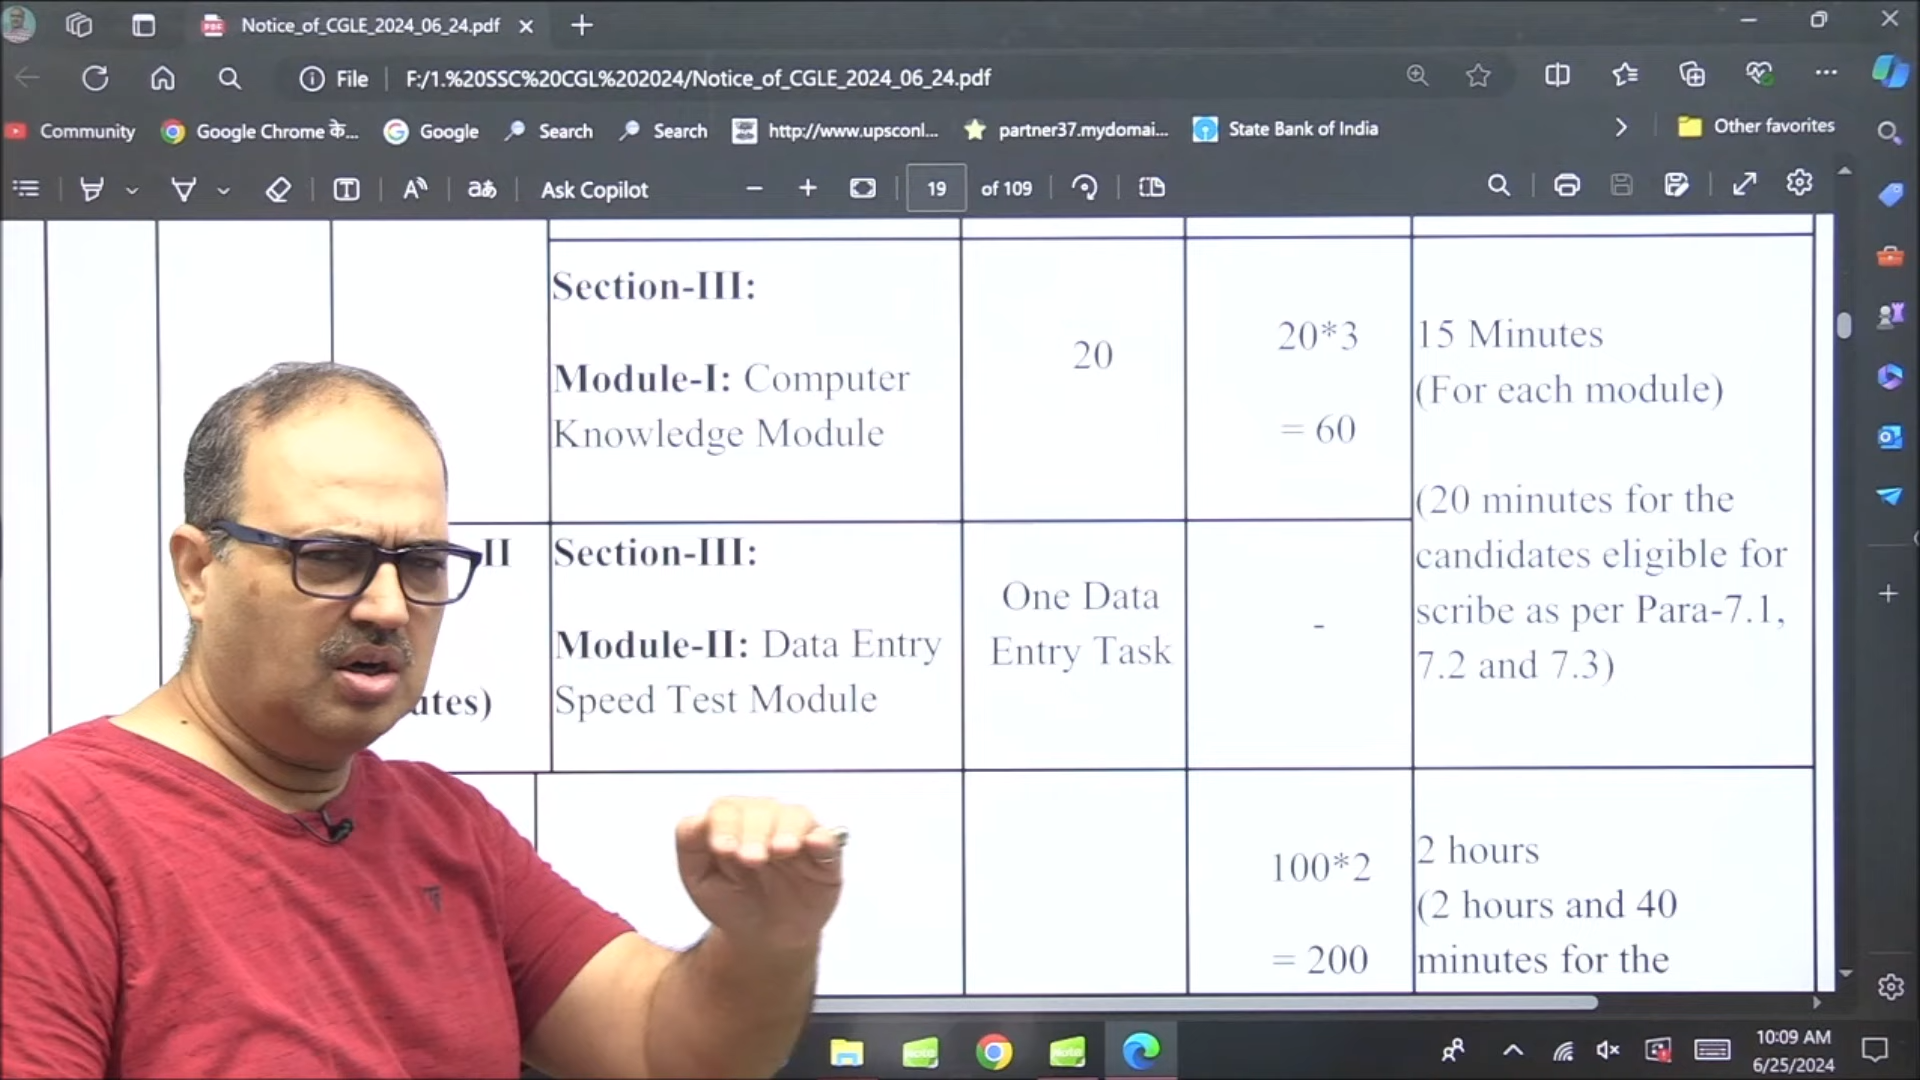 Notice_of_CGLE_2024_06_24.pdf
File
F:/1.%20SSC%20CGL%202024/Notice_of_CGLE_2024_06_24.pdf
Community
Google Chrome के...
Google
Search
Search
http://www.upsconl...
partner37.mydomai...
State Bank of India
Other favorites
Ask Copilot
19
of 109
Section-III:
Module-I: Computer
Knowledge Module
20
20*3
= 60
15 Minutes
(For each module)
(20 minutes for the
candidates eligible for
scribe as per Para-7.1,
7.2 and 7.3)
II
Section-III:
Module-II: Data Entry
Speed Test Module
One Data
Entry Task
-
100*2
= 200
2 hours
(2 hours and 40
minutes for the
10:09 AM
6/25/2024